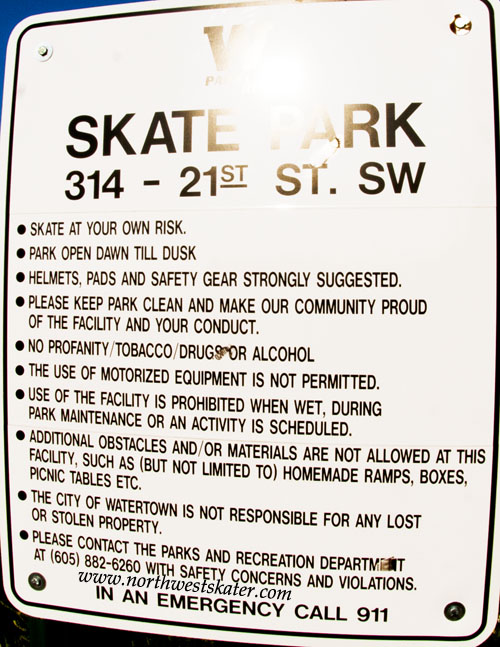 W
SKATE PARK
314 - 21ST ST. SW
● SKATE AT YOUR OWN RISK.
● PARK OPEN DAWN TILL DUSK
● HELMETS, PADS AND SAFETY GEAR STRONGLY SUGGESTED.
● PLEASE KEEP PARK CLEAN AND MAKE OUR COMMUNITY PROUD
OF THE FACILITY AND YOUR CONDUCT.
● NO PROFANITY/TOBACCO/DRUGS OR ALCOHOL
● THE USE OF MOTORIZED EQUIPMENT IS NOT PERMITTED.
● USE OF THE FACILITY IS PROHIBITED WHEN WET, DURING
PARK MAINTENANCE OR AN ACTIVITY IS SCHEDULED.
● ADDITIONAL OBSTACLES AND/OR MATERIALS ARE NOT ALLOWED AT THIS
FACILITY, SUCH AS (BUT NOT LIMITED TO) HOMEMADE RAMPS, BOXES,
PICNIC TABLES ETC.
● THE CITY OF WATERTOWN IS NOT RESPONSIBLE FOR ANY LOST
OR STOLEN PROPERTY.
● PLEASE CONTACT THE PARKS AND RECREATION DEPARTMENT
AT (605) 882-6260 WITH SAFETY CONCERNS AND VIOLATIONS.
www.northwestskater.com
IN AN EMERGENCY CALL 911